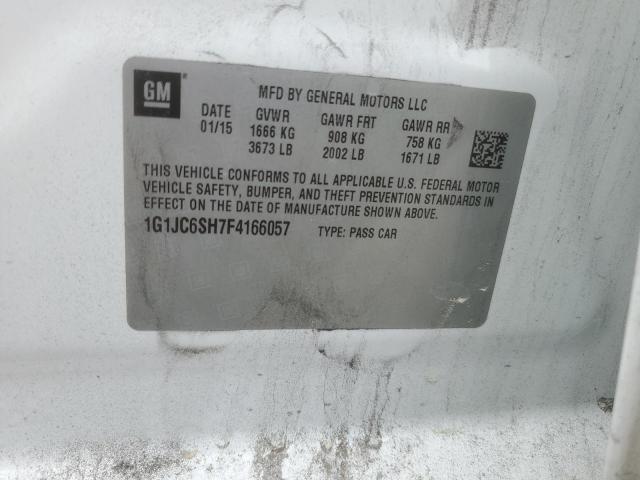 GM
MFD BY GENERAL MOTORS LLC
DATE GVWR GAWR FRT GAWR RR
01/15 1666 KG 908 KG 758 KG
3673 LB 2002 LB 1671 LB
THIS VEHICLE CONFORMS TO ALL APPLICABLE U.S. FEDERAL MOTOR
VEHICLE SAFETY, BUMPER, AND THEFT PREVENTION STANDARDS IN
EFFECT ON THE DATE OF MANUFACTURE SHOWN ABOVE.
1G1JC6SH7F4166057 TYPE: PASS CAR